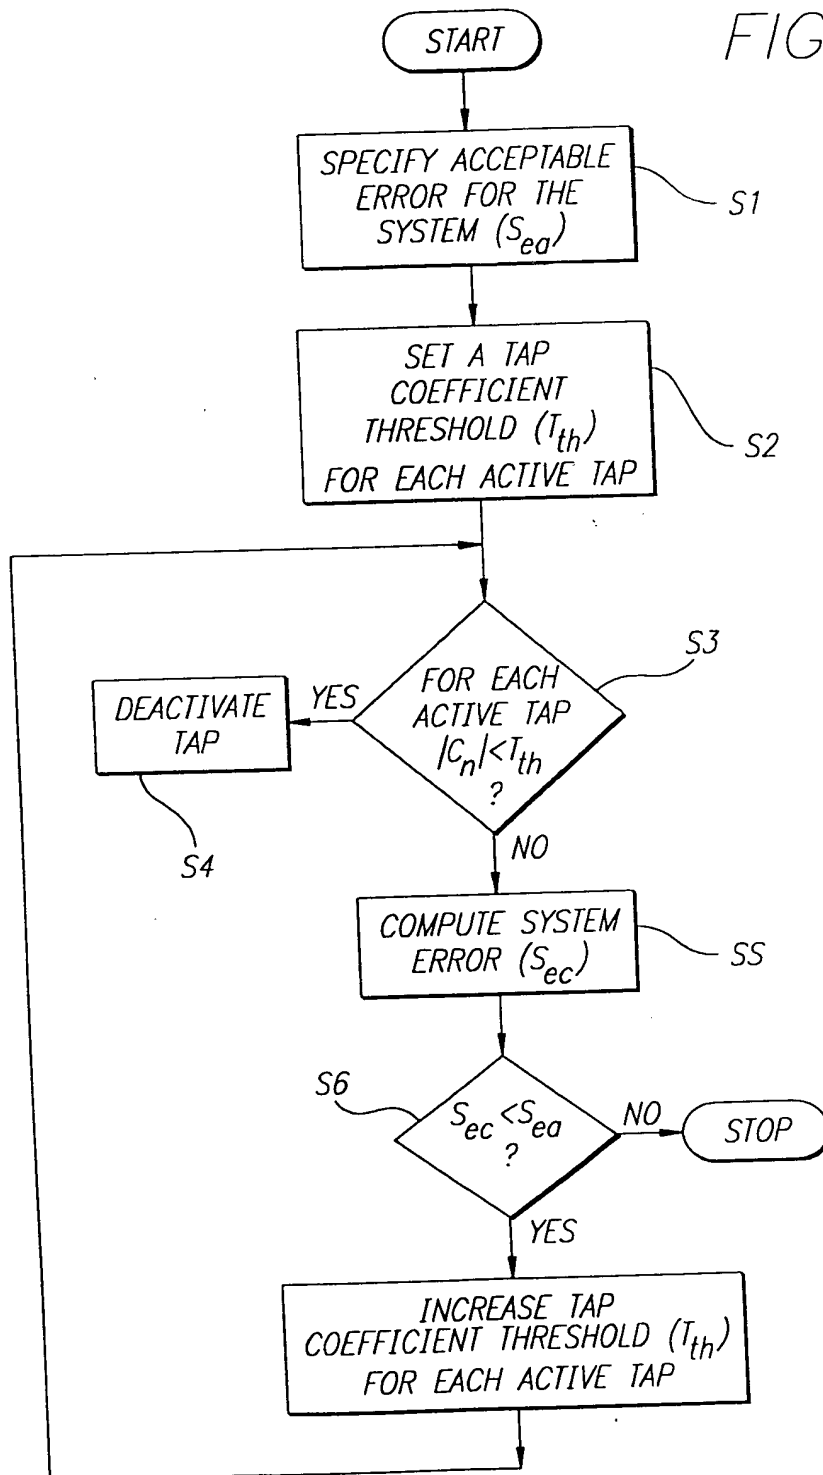 START
FIG
SPECIFY ACCEPTABLE
ERROR FOR THE
SYSTEM (Sea)
S1
SET A TAP
COEFFICIENT
THRESHOLD (Tth)
FOR EACH ACTIVE TAP
S2
S3
FOR EACH
ACTIVE TAP
|Cn|<Tth
?
YES
DEACTIVATE
TAP
S4
NO
COMPUTE SYSTEM
ERROR (Sec)
SS
S6
Sec<Sea
?
NO
STOP
YES
INCREASE TAP
COEFFICIENT THRESHOLD (Tth)
FOR EACH ACTIVE TAP